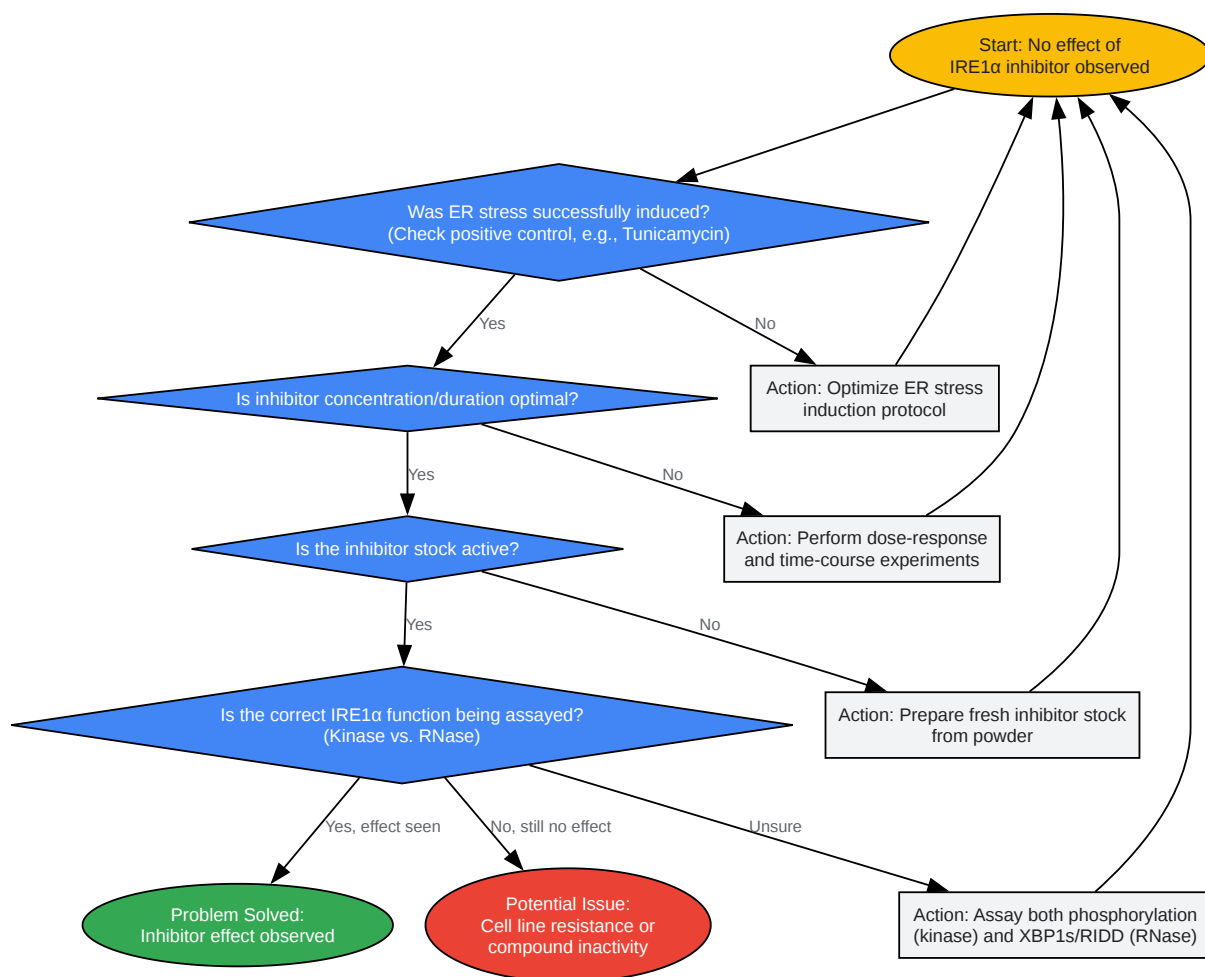 Start: No effect of
IRE1α inhibitor observed
Was ER stress successfully induced?
(Check positive control, e.g., Tunicamycin)
Yes
No
Is inhibitor concentration/duration optimal?
Action: Optimize ER stress
induction protocol
Yes
No
Is the inhibitor stock active?
Action: Perform dose-response
and time-course experiments
Yes
No
Is the correct IRE1α function being assayed?
(Kinase vs. RNase)
Action: Prepare fresh inhibitor stock
from powder
Yes, effect seen
No, still no effect
Unsure
Problem Solved:
Inhibitor effect observed
Potential Issue:
Cell line resistance or
compound inactivity
Action: Assay both phosphorylation
(kinase) and XBP1s/RIDD (RNase)